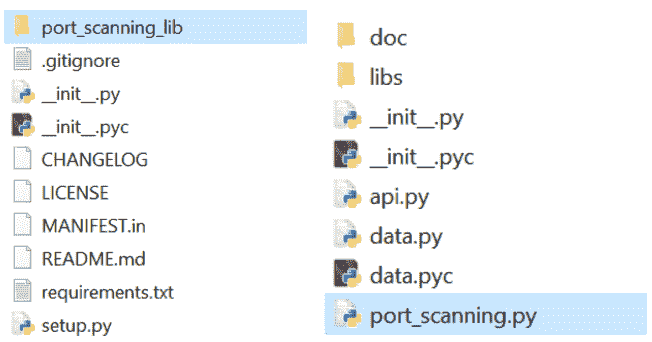 port_scanning_lib
.gitignore
__init__.py
__init__.pyc
CHANGELOG
LICENSE
MANIFEST.in
README.md
requirements.txt
setup.py
doc
libs
__init__.py
__init__.pyc
api.py
data.py
data.pyc
port_scanning.py